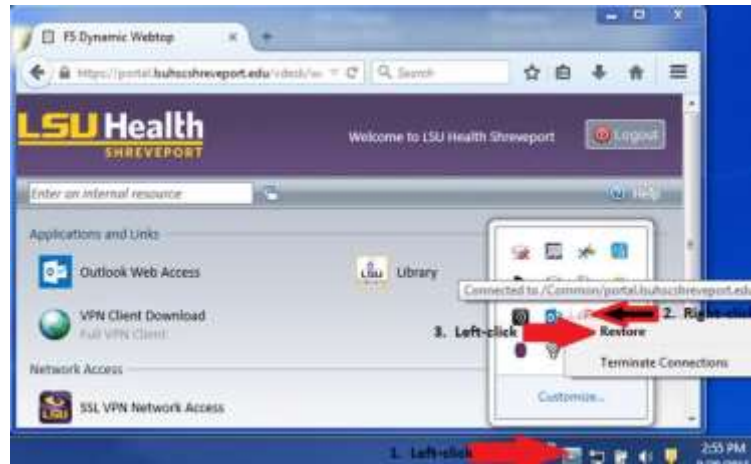 F5 Dynamic Webtop
https://portal.lsuhscshreveport.edu/vdesk/
Search
LSU Health
SHREVEPORT
Welcome to LSU Health Shreveport
Logout
Enter an internal resource
Help
Applications and Links
Outlook Web Access
Library
Connected to /Common/portal.lsuhscshreveport.edu
VPN Client Download
Full VPN Client
2. Right-click
3. Left-click
Restore
Terminate Connections
Network Access
Customize...
SSL VPN Network Access
1. Left-click
2:55 PM